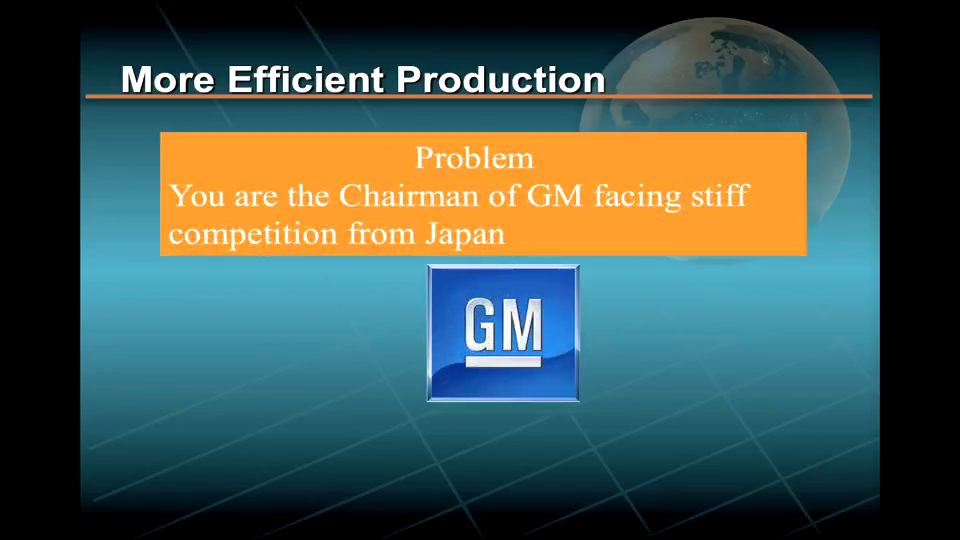 More Efficient Production
Problem
You are the Chairman of GM facing stiff
competition from Japan
GM